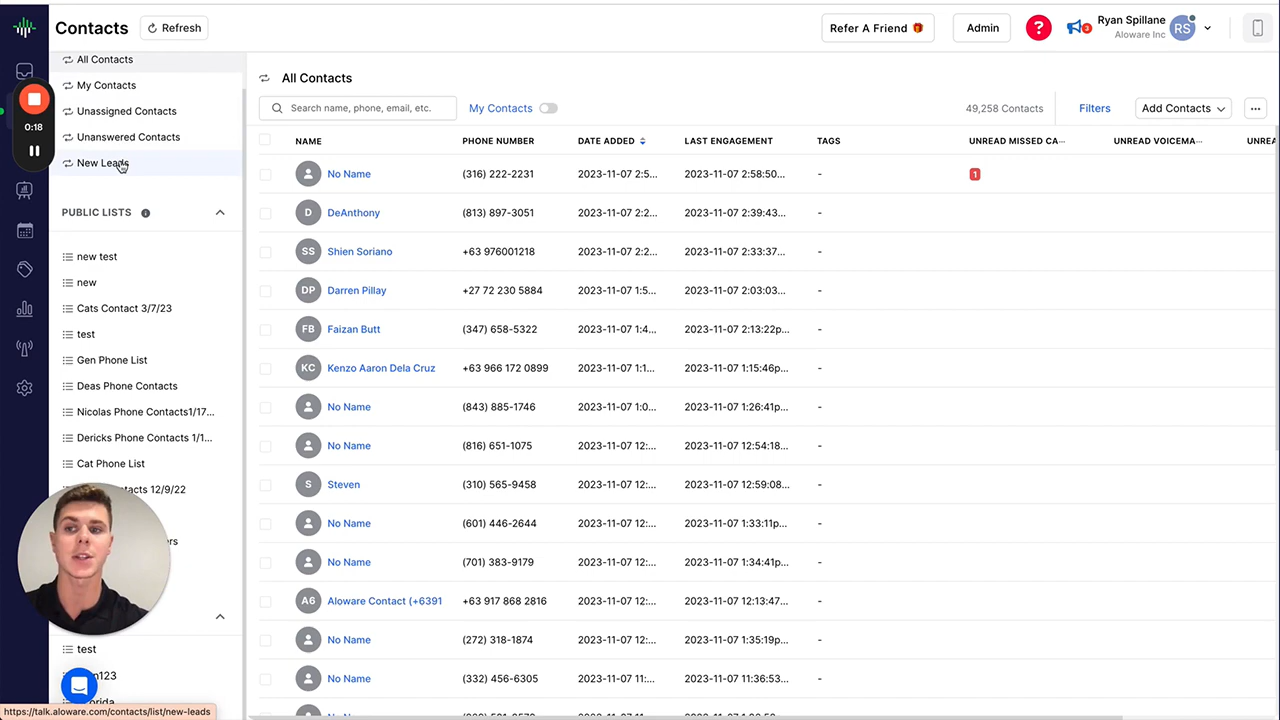 Contacts
Refresh
Refer A Friend
Admin
?
3
Ryan Spillane
Aloware Inc
RS
0:18
All Contacts
My Contacts
Unassigned Contacts
Unanswered Contacts
New Leads
PUBLIC LISTS
new test
new
Cats Contact 3/7/23
test
Gen Phone List
Deas Phone Contacts
Nicolas Phone Contacts1/17...
Dericks Phone Contacts 1/1...
Cat Phone List
12/9/22
test
https://talk.aloware.com/contacts/list/new-leads
All Contacts
Search name, phone, email, etc.
My Contacts
49,258 Contacts
Filters
Add Contacts
...
NAME PHONE NUMBER DATE ADDED LAST ENGAGEMENT TAGS UNREAD MISSED CA... UNREAD VOICEMA... UNREA
No Name (316) 222-2231 2023-11-07 2:5... 2023-11-07 2:58:50... - 1
D DeAnthony (813) 897-3051 2023-11-07 2:2... 2023-11-07 2:39:43... -
SS Shien Soriano +63 976001218 2023-11-07 2:2... 2023-11-07 2:33:37... -
DP Darren Pillay +27 72 230 5884 2023-11-07 1:5... 2023-11-07 2:03:03... -
FB Faizan Butt (347) 658-5322 2023-11-07 1:4... 2023-11-07 2:13:22p... -
KC Kenzo Aaron Dela Cruz +63 966 172 0899 2023-11-07 1:1... 2023-11-07 1:15:46p... -
No Name (843) 885-1746 2023-11-07 1:0... 2023-11-07 1:26:41p... -
No Name (816) 651-1075 2023-11-07 12:... 2023-11-07 12:54:18... -
S Steven (310) 565-9458 2023-11-07 12:... 2023-11-07 12:59:08... -
No Name (601) 446-2644 2023-11-07 12:... 2023-11-07 1:33:11p... -
No Name (701) 383-9179 2023-11-07 12:... 2023-11-07 1:34:41p... -
A6 Aloware Contact (+6391 +63 917 868 2816 2023-11-07 12:... 2023-11-07 12:13:47... -
No Name (272) 318-1874 2023-11-07 12:... 2023-11-07 1:35:19p... -
No Name (332) 456-6305 2023-11-07 11:... 2023-11-07 11:36:53... -